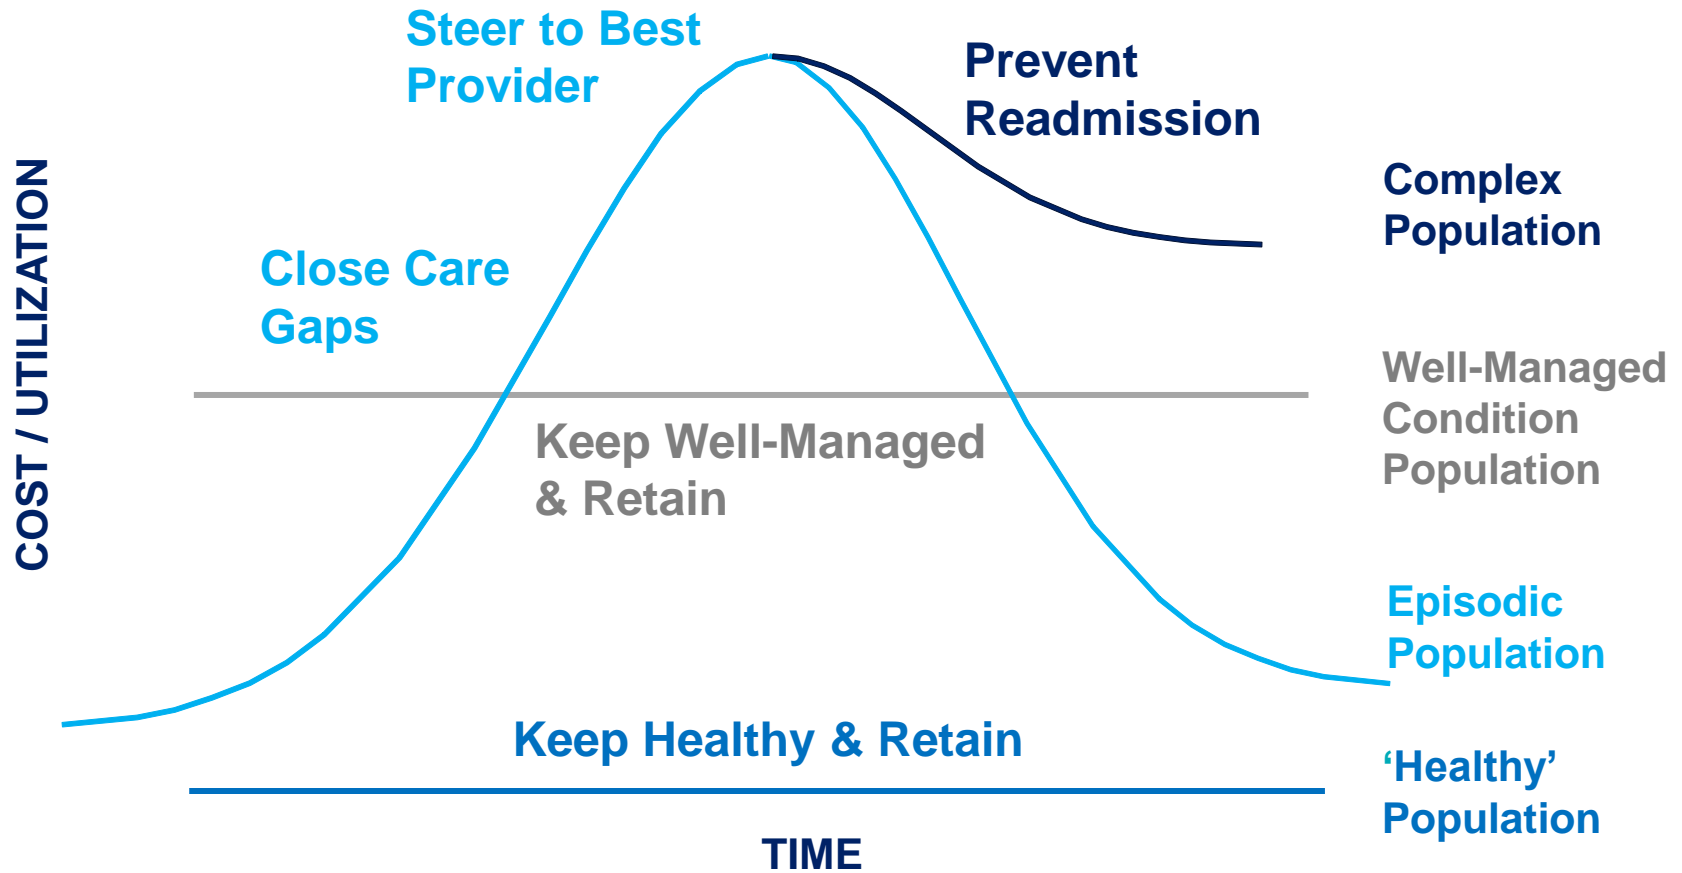 Steer to Best
Provider
Prevent
Readmission
COST / UTILIZATION
Complex
Population
Close Care
Gaps
Well-Managed
Condition
Population
Keep Well-Managed
& Retain
Episodic
Population
Keep Healthy & Retain
‘Healthy’
Population
TIME